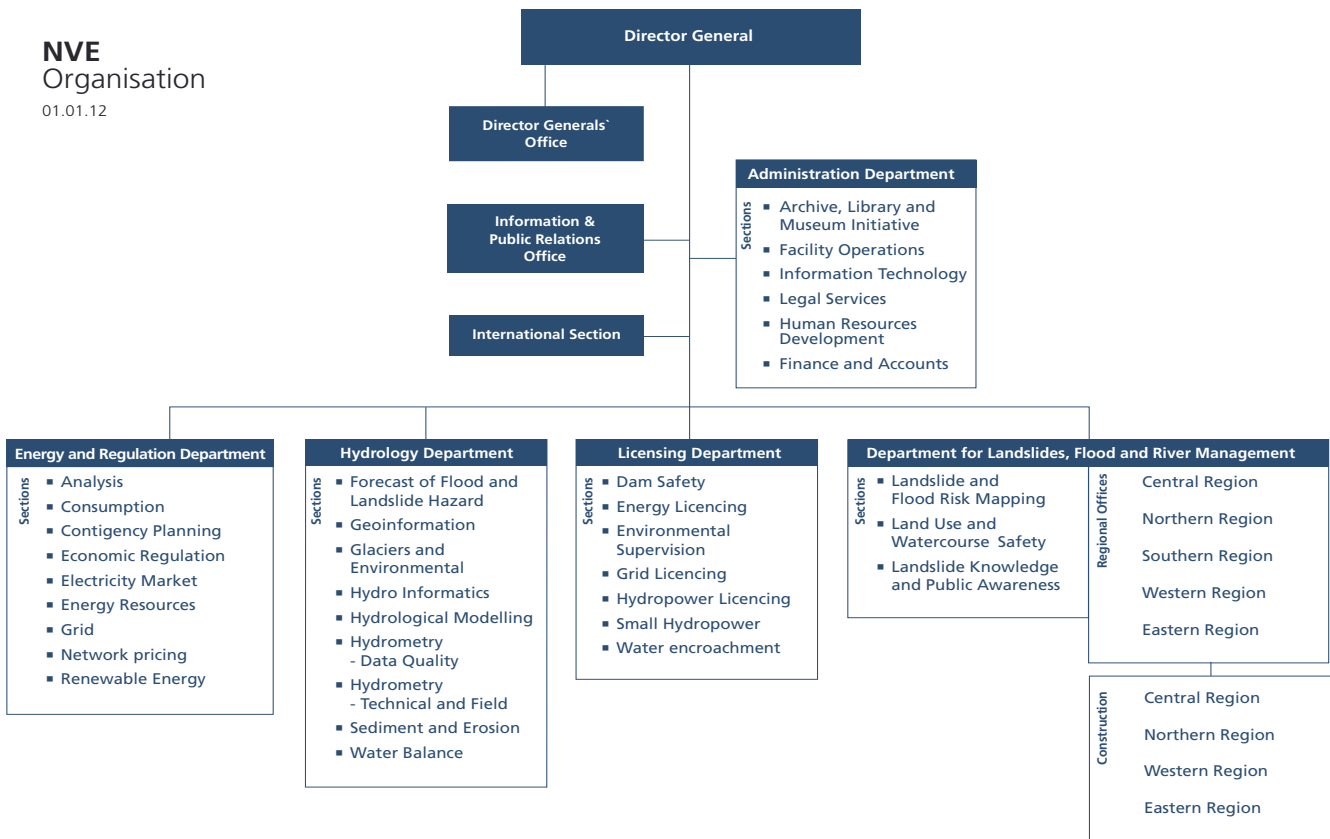 NVE
Organisation
01.01.12
Director General
Director Generals`
Office
Information &
Public Relations
Office
International Section
Administration Department
Sections
▪ Archive, Library and
Museum Initiative
▪ Facility Operations
▪ Information Technology
▪ Legal Services
▪ Human Resources
Development
▪ Finance and Accounts
Energy and Regulation Department
Sections
▪ Analysis
▪ Consumption
▪ Contigency Planning
▪ Economic Regulation
▪ Electricity Market
▪ Energy Resources
▪ Grid
▪ Network pricing
▪ Renewable Energy
Hydrology Department
Sections
▪ Forecast of Flood and
Landslide Hazard
▪ Geoinformation
▪ Glaciers and
Environmental
▪ Hydro Informatics
▪ Hydrological Modelling
▪ Hydrometry
- Data Quality
▪ Hydrometry
- Technical and Field
▪ Sediment and Erosion
▪ Water Balance
Licensing Department
Sections
▪ Dam Safety
▪ Energy Licencing
▪ Environmental
Supervision
▪ Grid Licencing
▪ Hydropower Licencing
▪ Small Hydropower
▪ Water encroachment
Department for Landslides, Flood and River Management
Sections
▪ Landslide and
Flood Risk Mapping
▪ Land Use and
Watercourse Safety
▪ Landslide Knowledge
and Public Awareness
Regional Offices
Central Region
Northern Region
Southern Region
Western Region
Eastern Region
Construction
Central Region
Northern Region
Western Region
Eastern Region